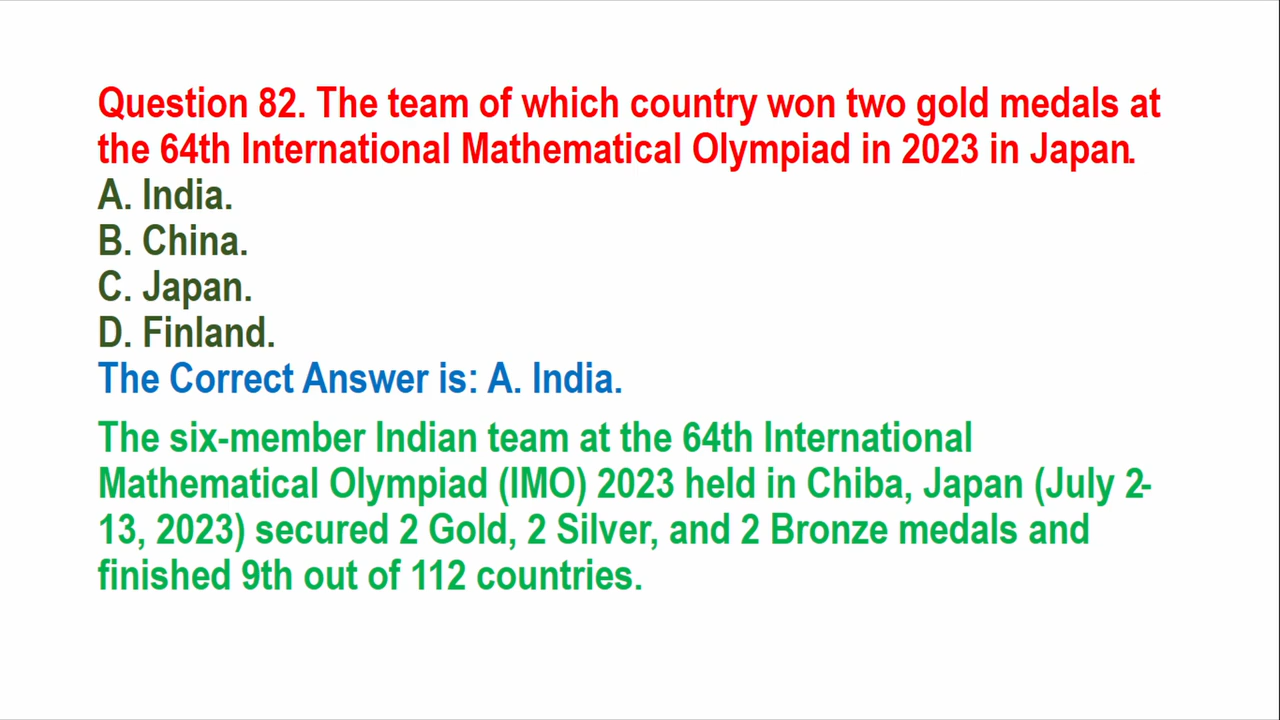 Question 82. The team of which country won two gold medals at
the 64th International Mathematical Olympiad in 2023 in Japan.
A. India.
B. China.
C. Japan.
D. Finland.
The Correct Answer is: A. India.
The six-member Indian team at the 64th International
Mathematical Olympiad (IMO) 2023 held in Chiba, Japan (July 2-
13, 2023) secured 2 Gold, 2 Silver, and 2 Bronze medals and
finished 9th out of 112 countries.